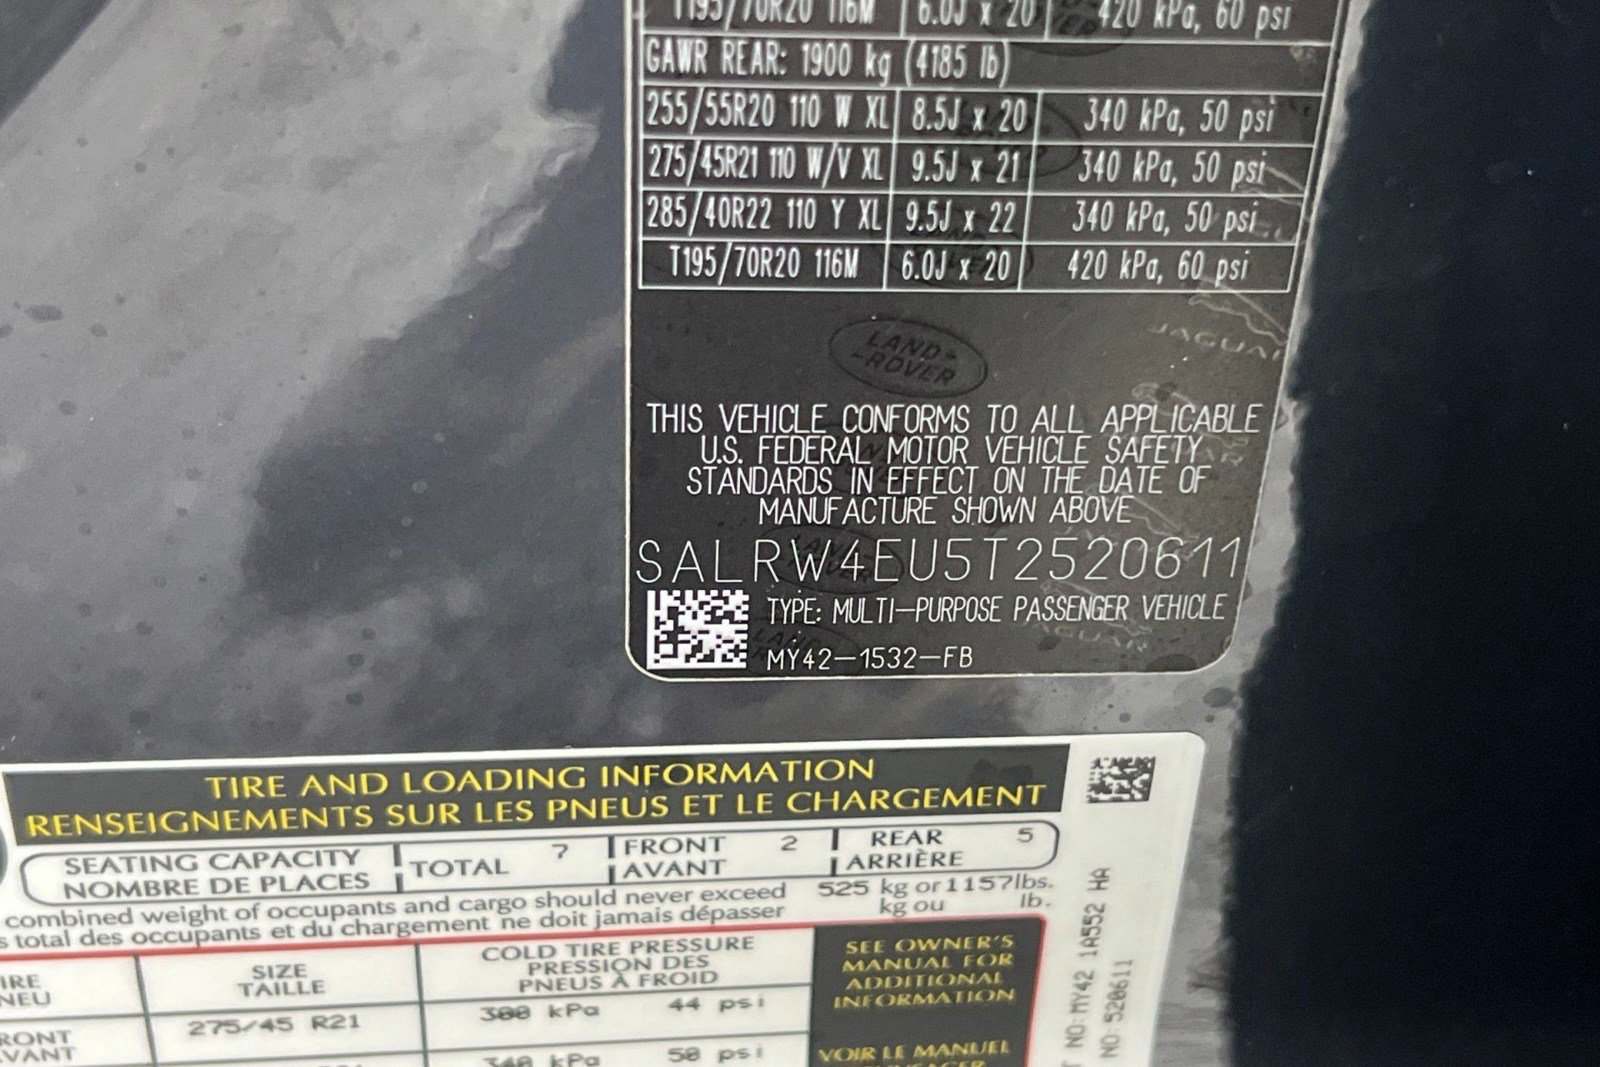 T195/70R20 116M 6.0J x 20 420 kPa, 60 psi
GAWR REAR: 1900 kg (4185 lb)
255/55R20 110 W XL 8.5J x 20 340 kPa, 50 psi
275/45R21 110 W/V XL 9.5J x 21 340 kPa, 50 psi
285/40R22 110 Y XL 9.5J x 22 340 kPa, 50 psi
T195/70R20 116M 6.0J x 20 420 kPa, 60 psi
LAND-
-ROVER
JAGUAR
THIS VEHICLE CONFORMS TO ALL APPLICABLE
U.S. FEDERAL MOTOR VEHICLE SAFETY
STANDARDS IN EFFECT ON THE DATE OF
MANUFACTURE SHOWN ABOVE
SALRW4EU5T2520611
TYPE: MULTI-PURPOSE PASSENGER VEHICLE
MY42-1532-FB
JAGUAR
TIRE AND LOADING INFORMATION
RENSEIGNEMENTS SUR LES PNEUS ET LE CHARGEMENT
SEATING CAPACITY
NOMBRE DE PLACES
TOTAL 7
FRONT 2
AVANT
REAR 5
ARRIÈRE
combined weight of occupants and cargo should never exceed 525 kg or 1157 lbs.
total des occupants et du chargement ne doit jamais dépasser kg ou lb.
SIZE
TAILLE
COLD TIRE PRESSURE
PRESSION DES
PNEUS À FROID
275/45 R21
300 kPa 44 psi
340 kPa 50 psi
SEE OWNER'S
MANUAL FOR
ADDITIONAL
INFORMATION
VOIR LE MANUEL
NO:MY42 1A552 HA
NO:520611